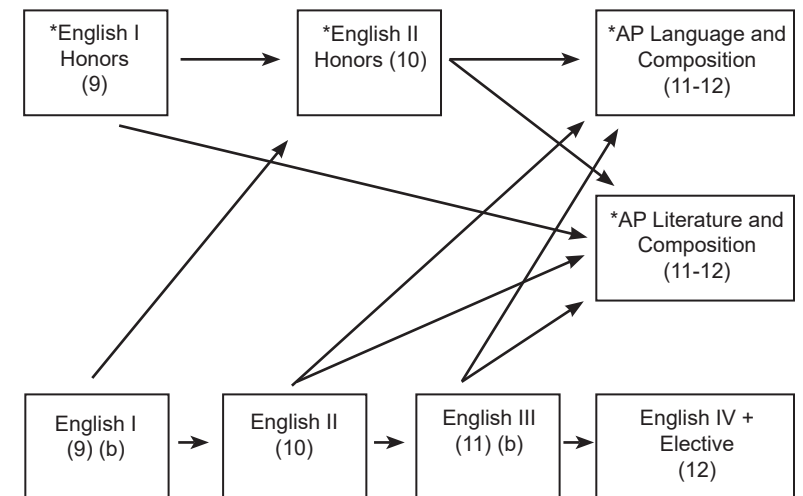 *English I
Honors
(9)
*English II
Honors (10)
*AP Language and
Composition
(11-12)
*AP Literature and
Composition
(11-12)
English I
(9) (b)
English II
(10)
English III
(11) (b)
English IV +
Elective
(12)